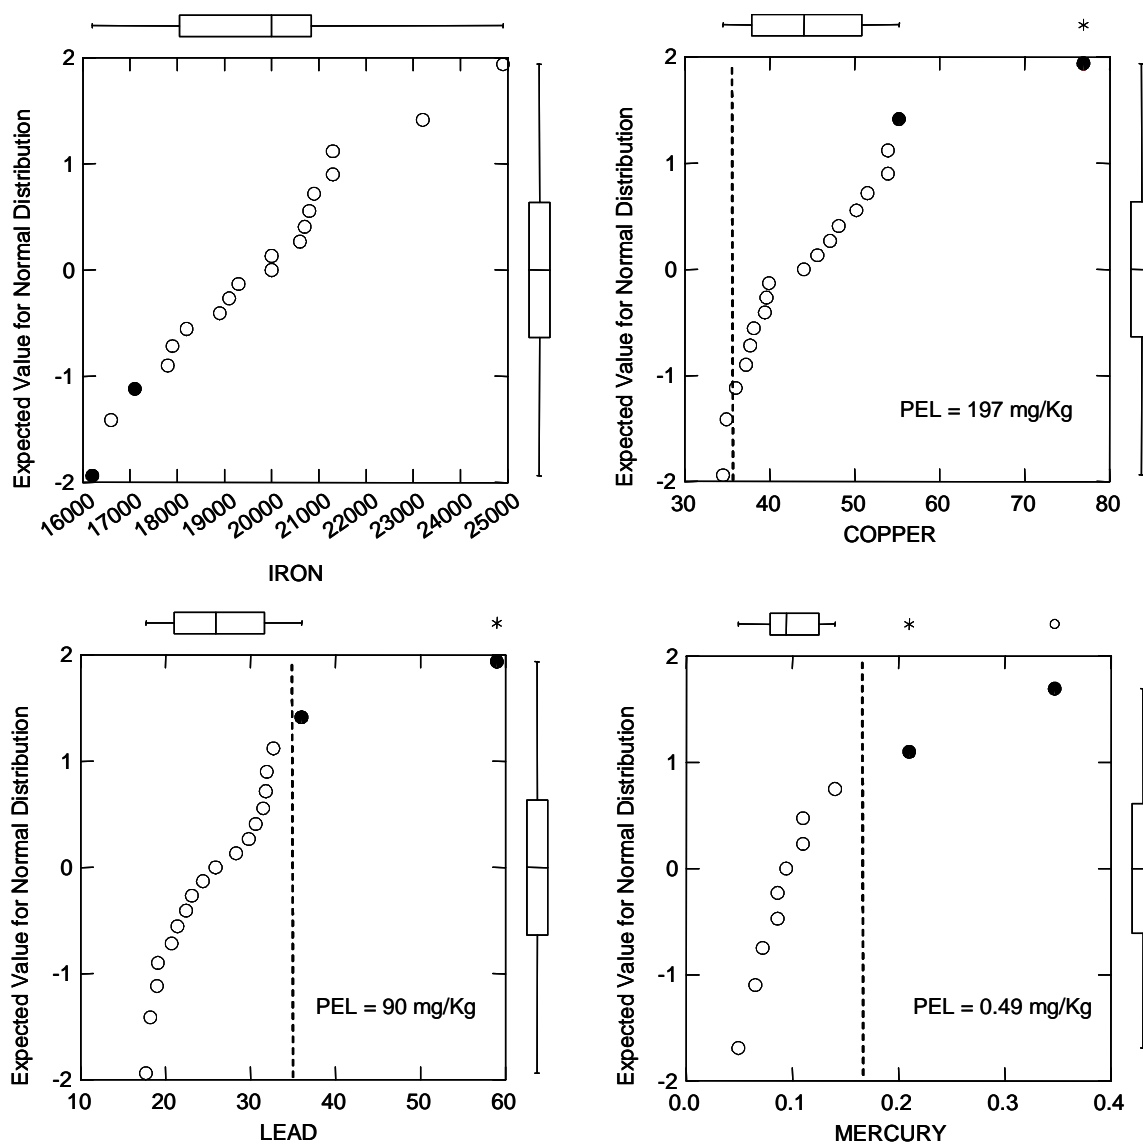 Expected Value for Normal Distribution
2
1
0
-1
-2
16000
17000
18000
19000
20000
21000
22000
23000
24000
25000
IRON
Expected Value for Normal Distribution
2
1
0
-1
-2
PEL = 197 mg/Kg
30 40 50 60 70 80
COPPER
Expected Value for Normal Distribution
2
1
0
-1
-2
PEL = 90 mg/Kg
10 20 30 40 50 60
LEAD
Expected Value for Normal Distribution
2
1
0
-1
-2
PEL = 0.49 mg/Kg
0.0 0.1 0.2 0.3 0.4
MERCURY